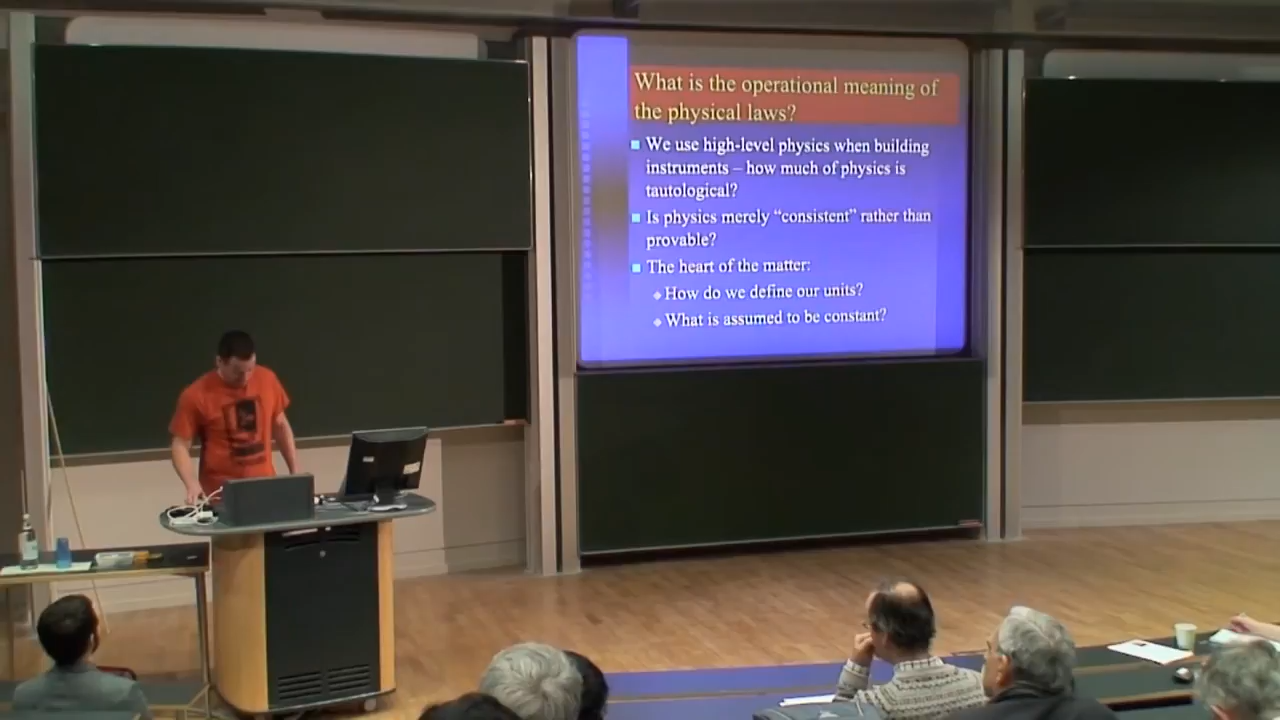 What is the operational meaning of
the physical laws?
We use high-level physics when building
instruments – how much of physics is
tautological?
Is physics merely “consistent” rather than
provable?
The heart of the matter:
How do we define our units?
What is assumed to be constant?